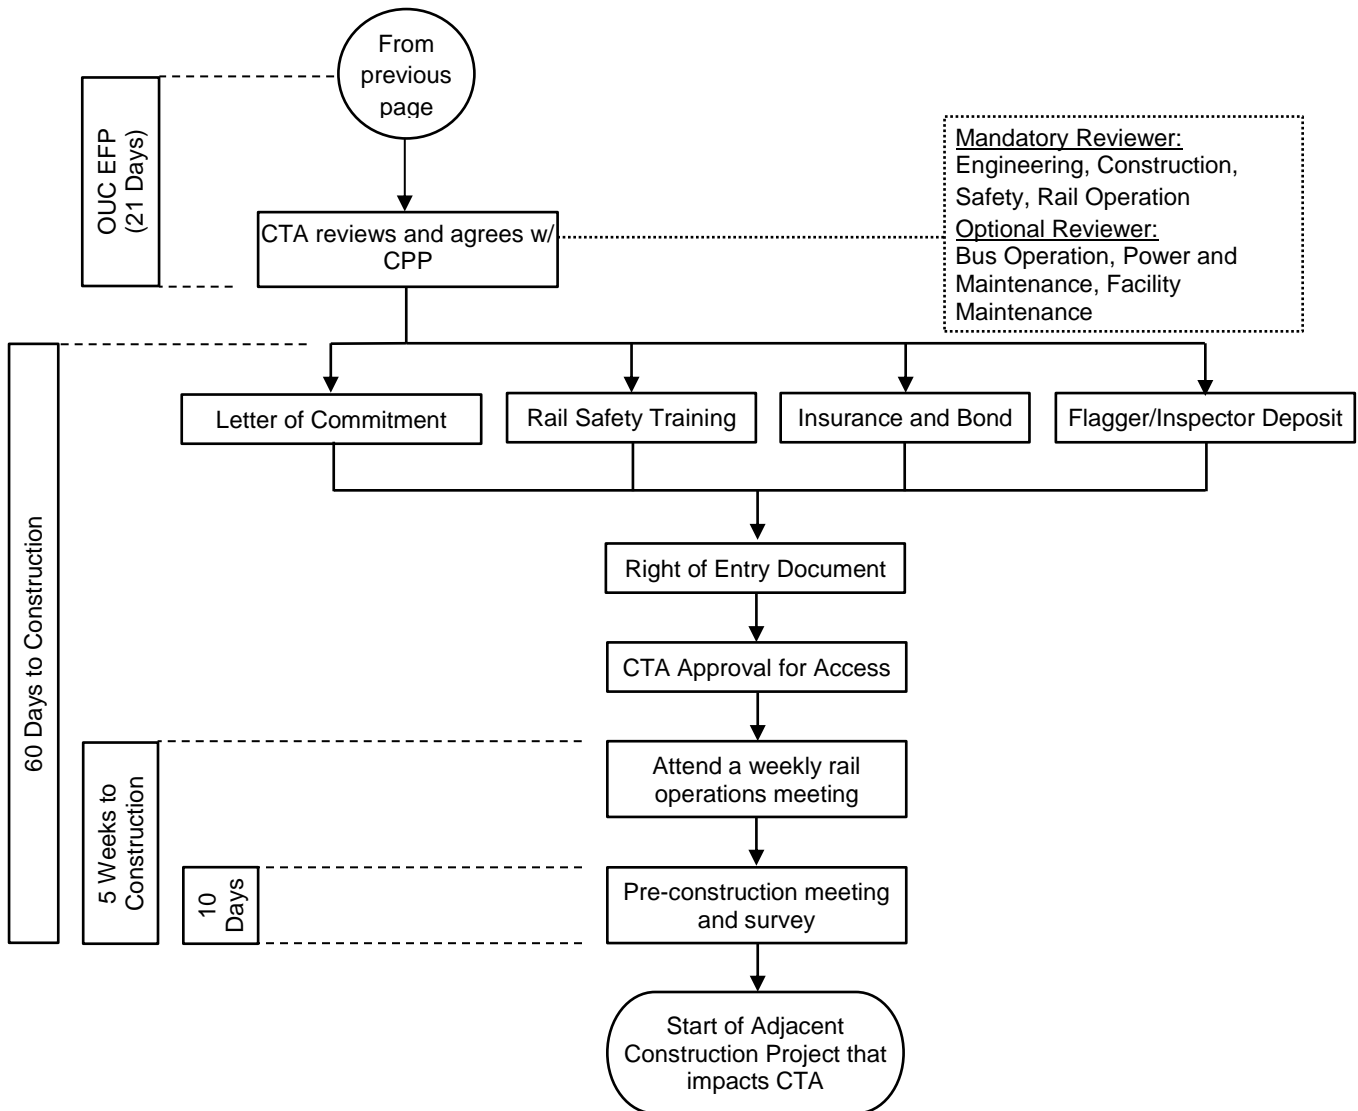 From
previous
page
OUC EFP
(21 Days)
Mandatory Reviewer:
Engineering, Construction,
Safety, Rail Operation
Optional Reviewer:
Bus Operation, Power and
Maintenance, Facility
Maintenance
CTA reviews and agrees w/
CPP
Letter of Commitment
Rail Safety Training
Insurance and Bond
Flagger/Inspector Deposit
60 Days to Construction
Right of Entry Document
CTA Approval for Access
5 Weeks to
Construction
Attend a weekly rail
operations meeting
10
Days
Pre-construction meeting
and survey
Start of Adjacent
Construction Project that
impacts CTA